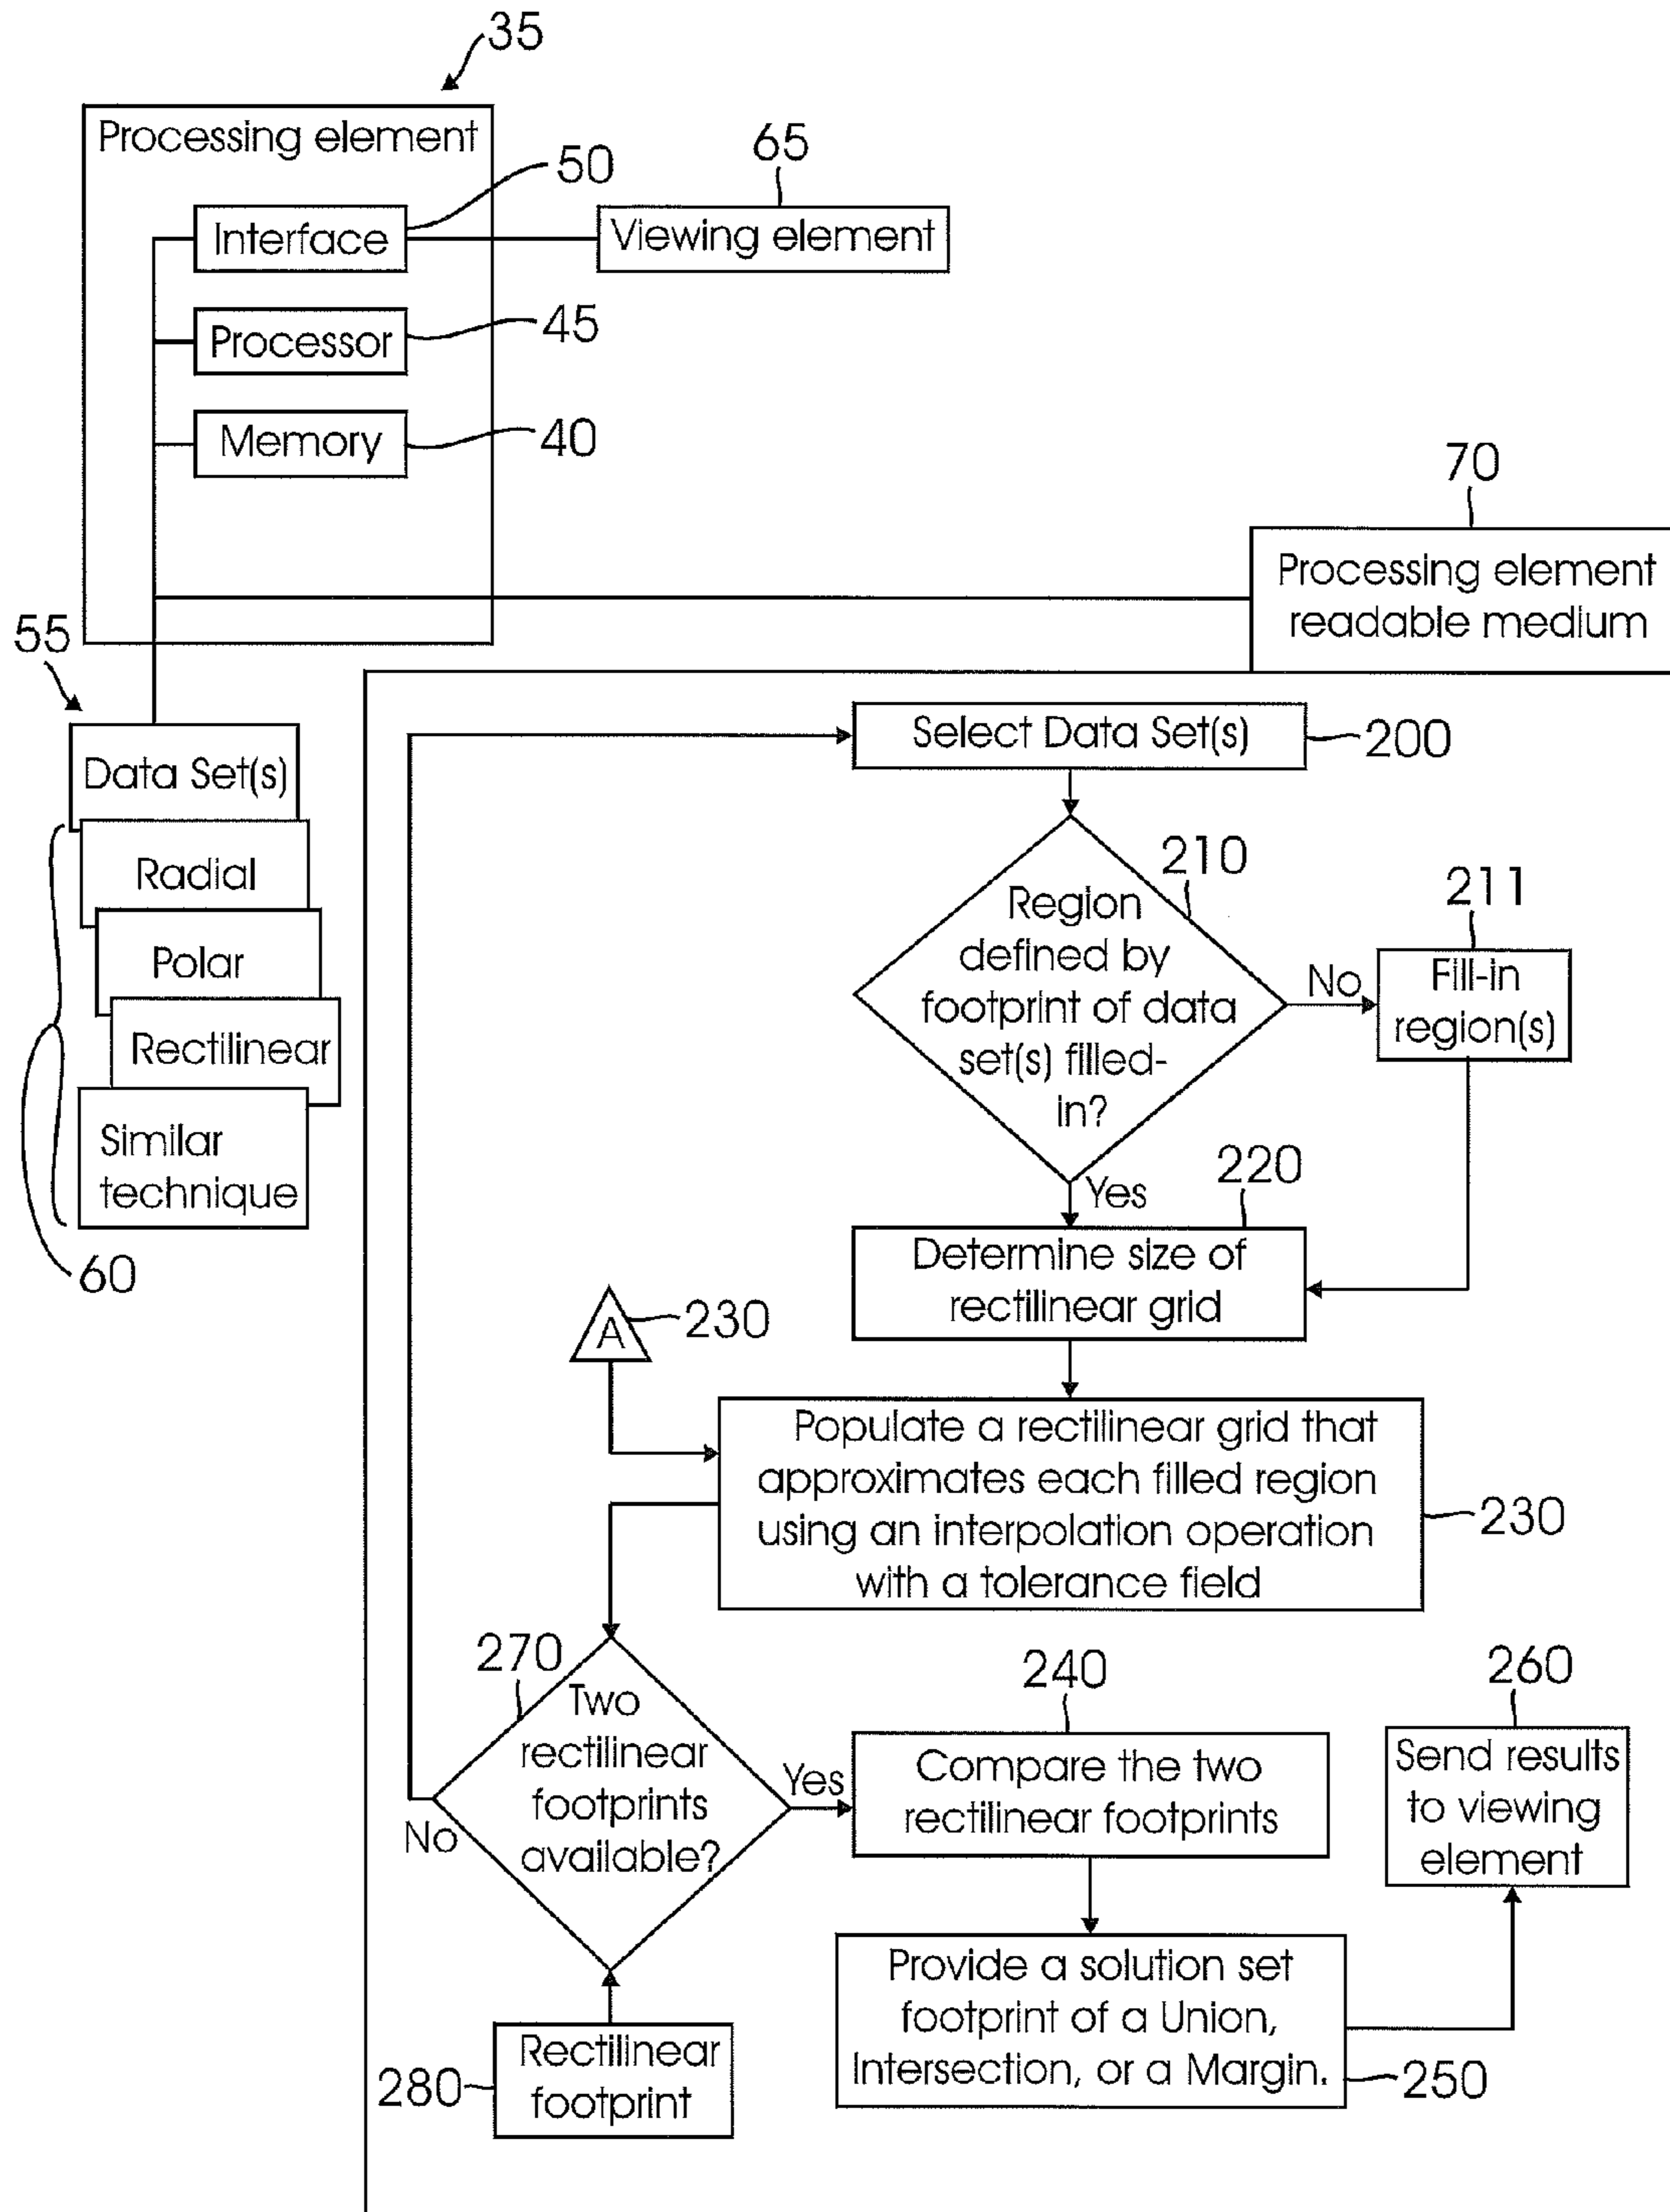 35
Processing element
50
Interface
65
Viewing element
Processor
45
Memory
40
70
Processing element
readable medium
55
Data Set(s)
Radial
Polar
Rectilinear
Similar
technique
60
Select Data Set(s)
200
210
Region
defined by
footprint of data
set(s) filled-
in?
No
211
Fill-in
region(s)
Yes
220
Determine size of
rectilinear grid
A
230
Populate a rectilinear grid that
approximates each filled region
using an interpolation operation
with a tolerance field
230
270
Two
rectilinear
footprints
available?
No
Yes
240
Compare the two
rectilinear footprints
260
Send results
to viewing
element
Provide a solution set
footprint of a Union,
Intersection, or a Margin.
250
280
Rectilinear
footprint